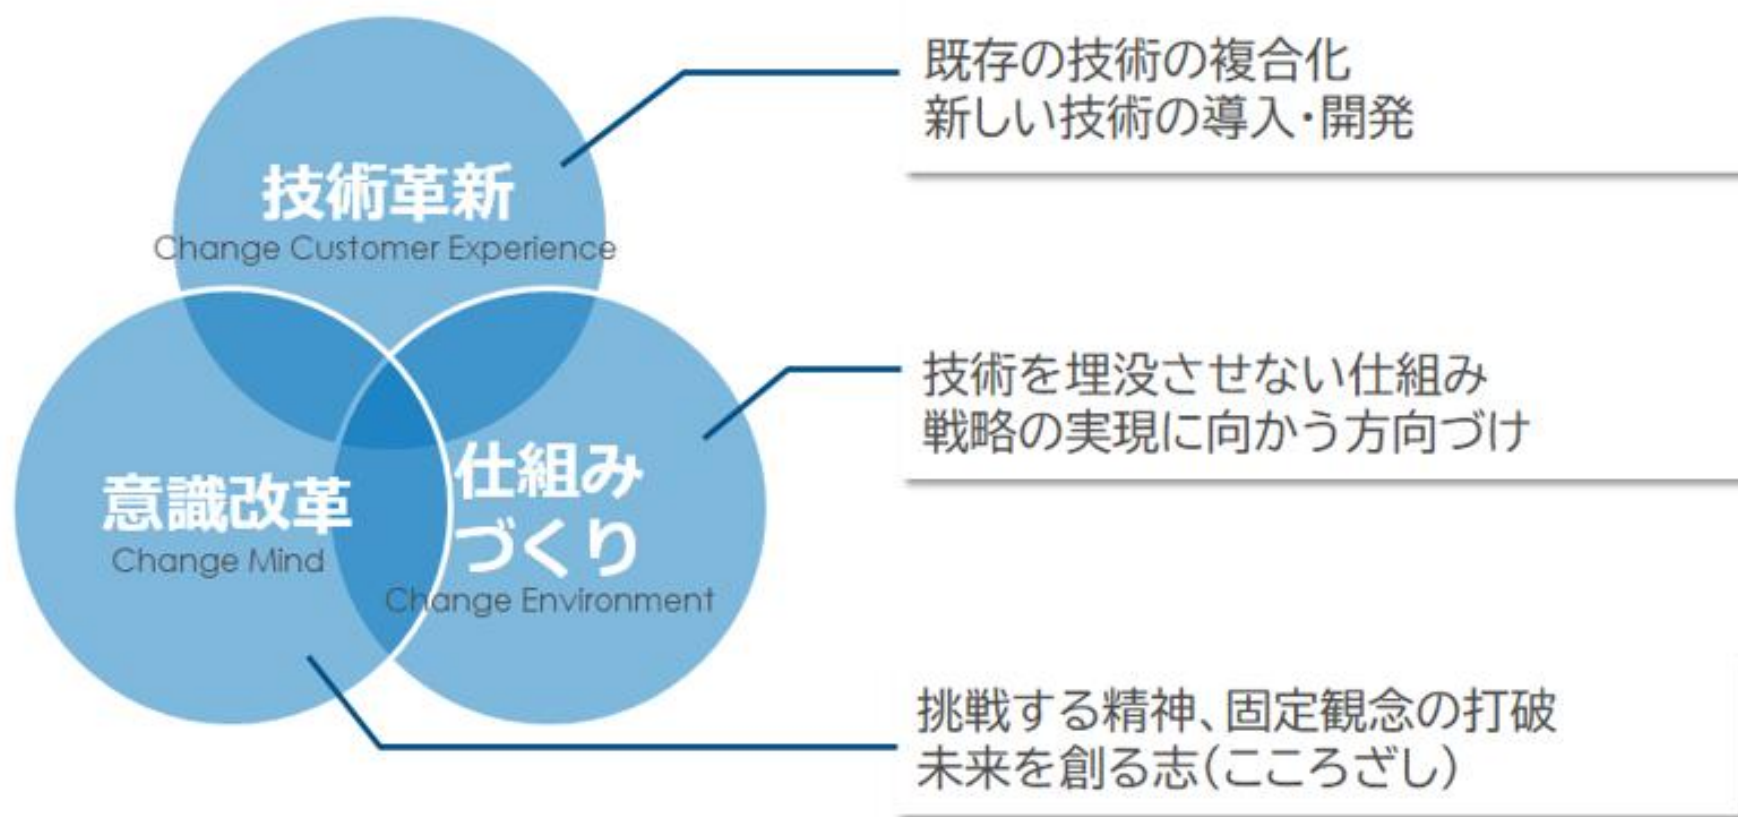 技術革新
Change Customer Experience
意識改革
Change Mind
仕組み
づくり
Change Environment
既存の技術の複合化
新しい技術の導入・開発
技術を埋没させない仕組み
戦略の実現に向かう方向づけ
挑戦する精神、固定観念の打破
未来を創る志(こころざし)